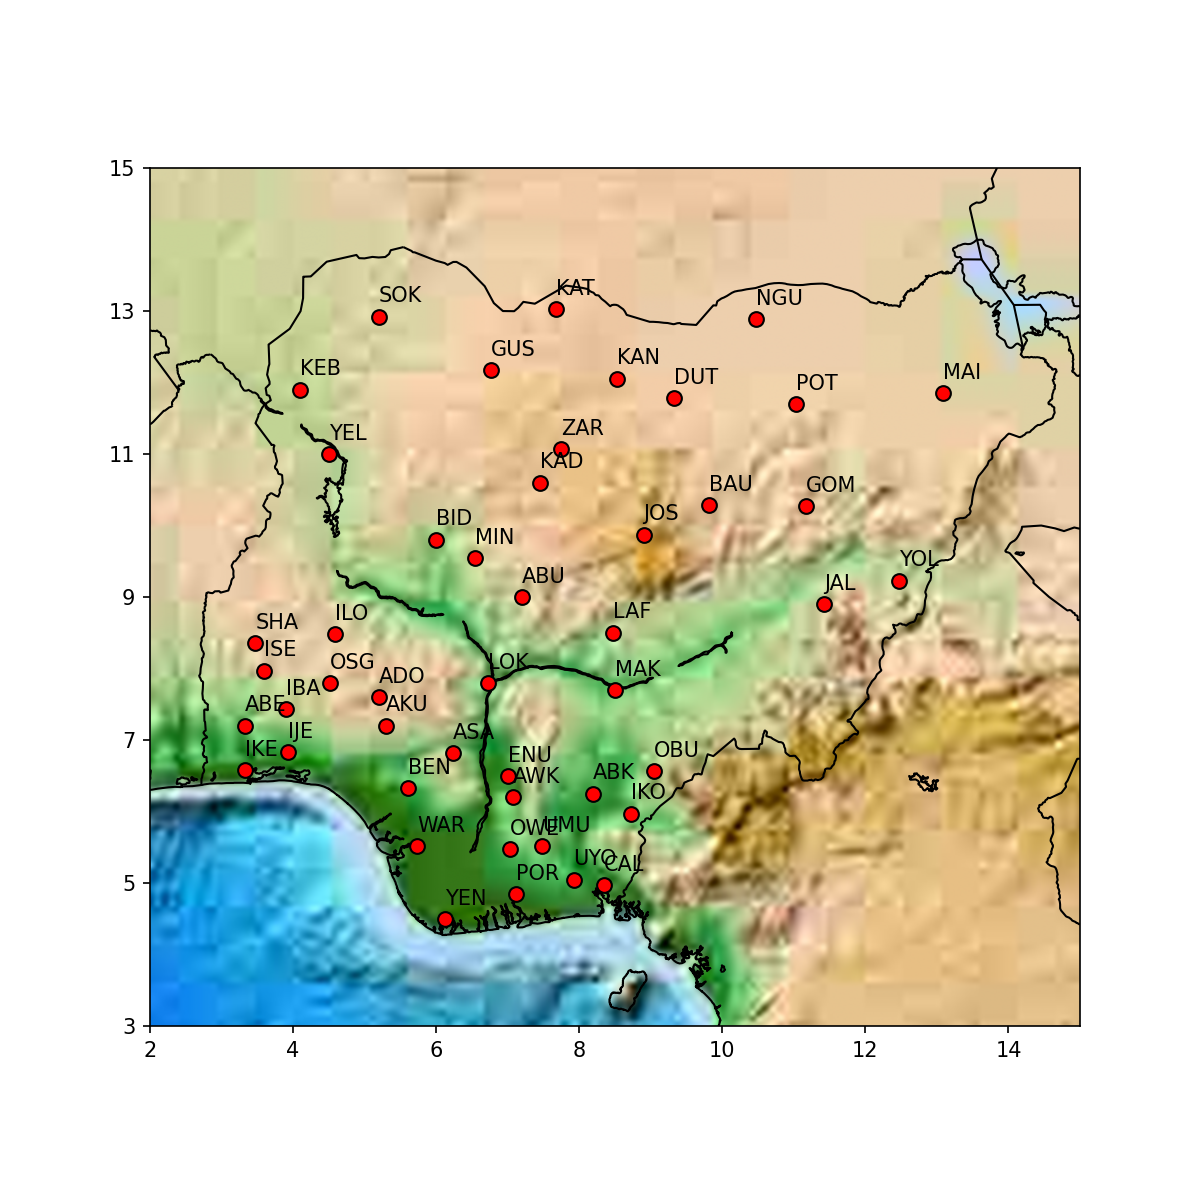 15
KAT
SOK
NGU
13
GUS
KAN
KEB
DUT
POT
MAI
ZAR
YEL
11
KAD
BAU
GOM
JOS
BID
MIN
YOL
ABU
JAL
9
LAF
ILO
SHA
ISE
OSG
LOK
MAK
ADO
IBA
ABE
AKU
IJE
ASA
7
IKE
OBU
ENU
BEN
AWK
ABK
IKO
WAR
OWE
UMU
UYO
CAL
5
POR
YEN
3
2 4 6 8 10 12 14